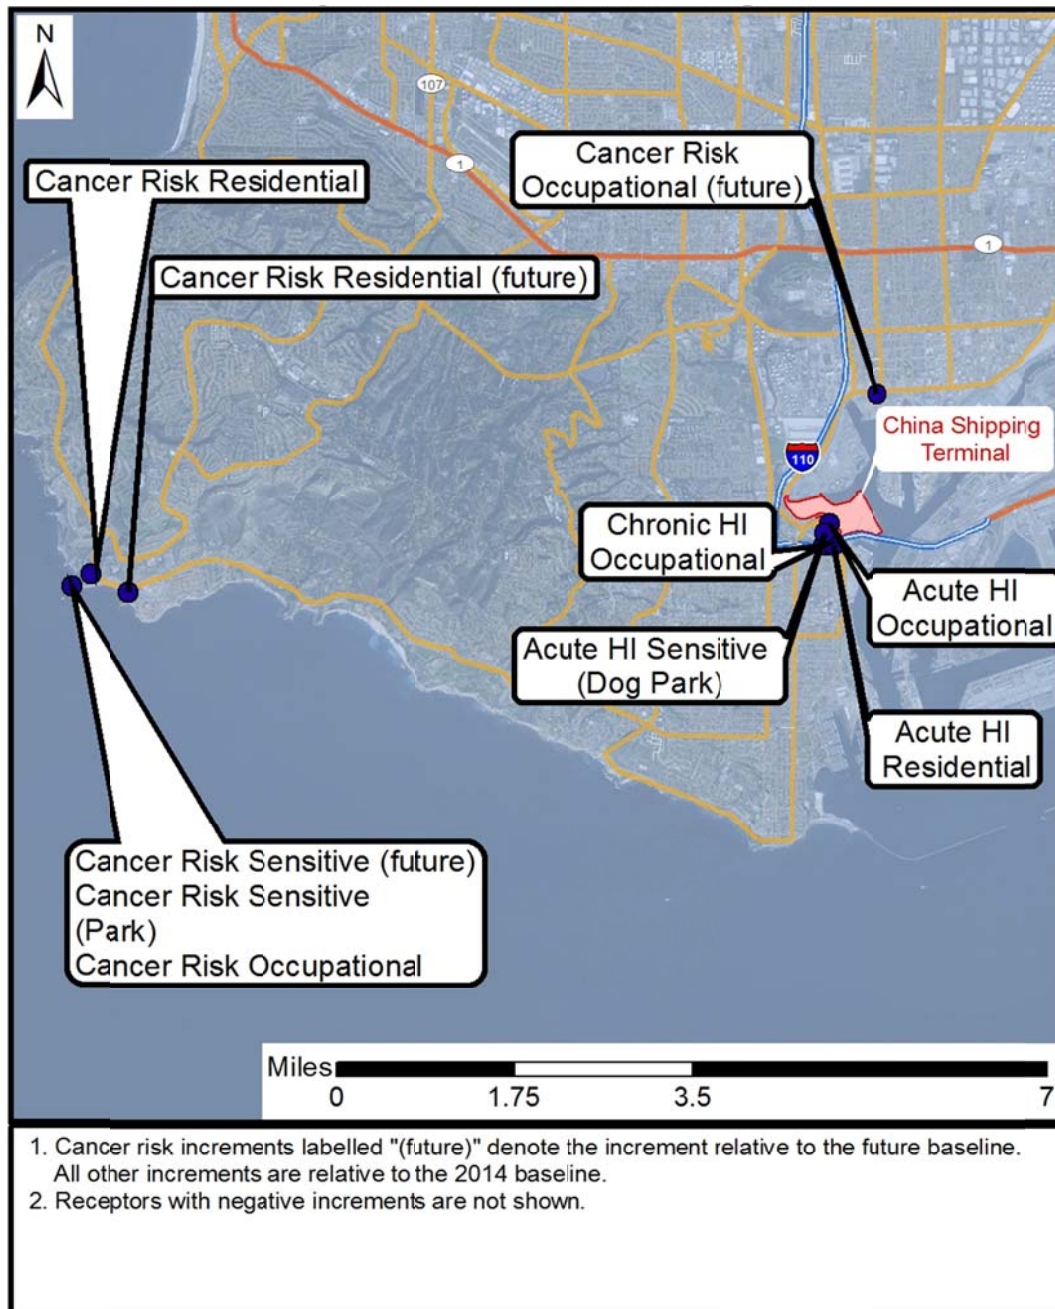 N
107
1
Cancer Risk
Occupational (future)
Cancer Risk Residential
1
Cancer Risk Residential (future)
China Shipping
Terminal
110
Chronic HI
Occupational
Acute HI
Occupational
Acute HI Sensitive
(Dog Park)
Acute HI
Residential
Cancer Risk Sensitive (future)
Cancer Risk Sensitive
(Park)
Cancer Risk Occupational
Miles
0 1.75 3.5 7
1. Cancer risk increments labelled "(future)" denote the increment relative to the future baseline.
All other increments are relative to the 2014 baseline.
2. Receptors with negative increments are not shown.